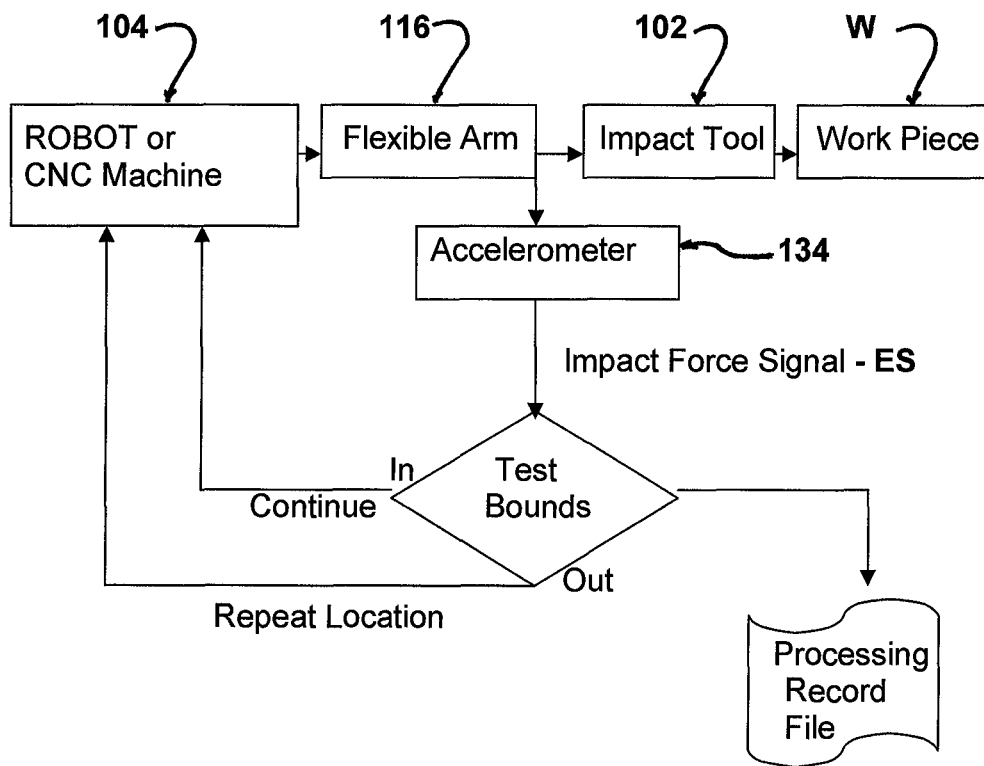 104
116
102
W
ROBOT or
CNC Machine
Flexible Arm
Impact Tool
Work Piece
Accelerometer
134
Impact Force Signal - ES
In
Continue
Test
Bounds
Out
Repeat Location
Processing
Record
File